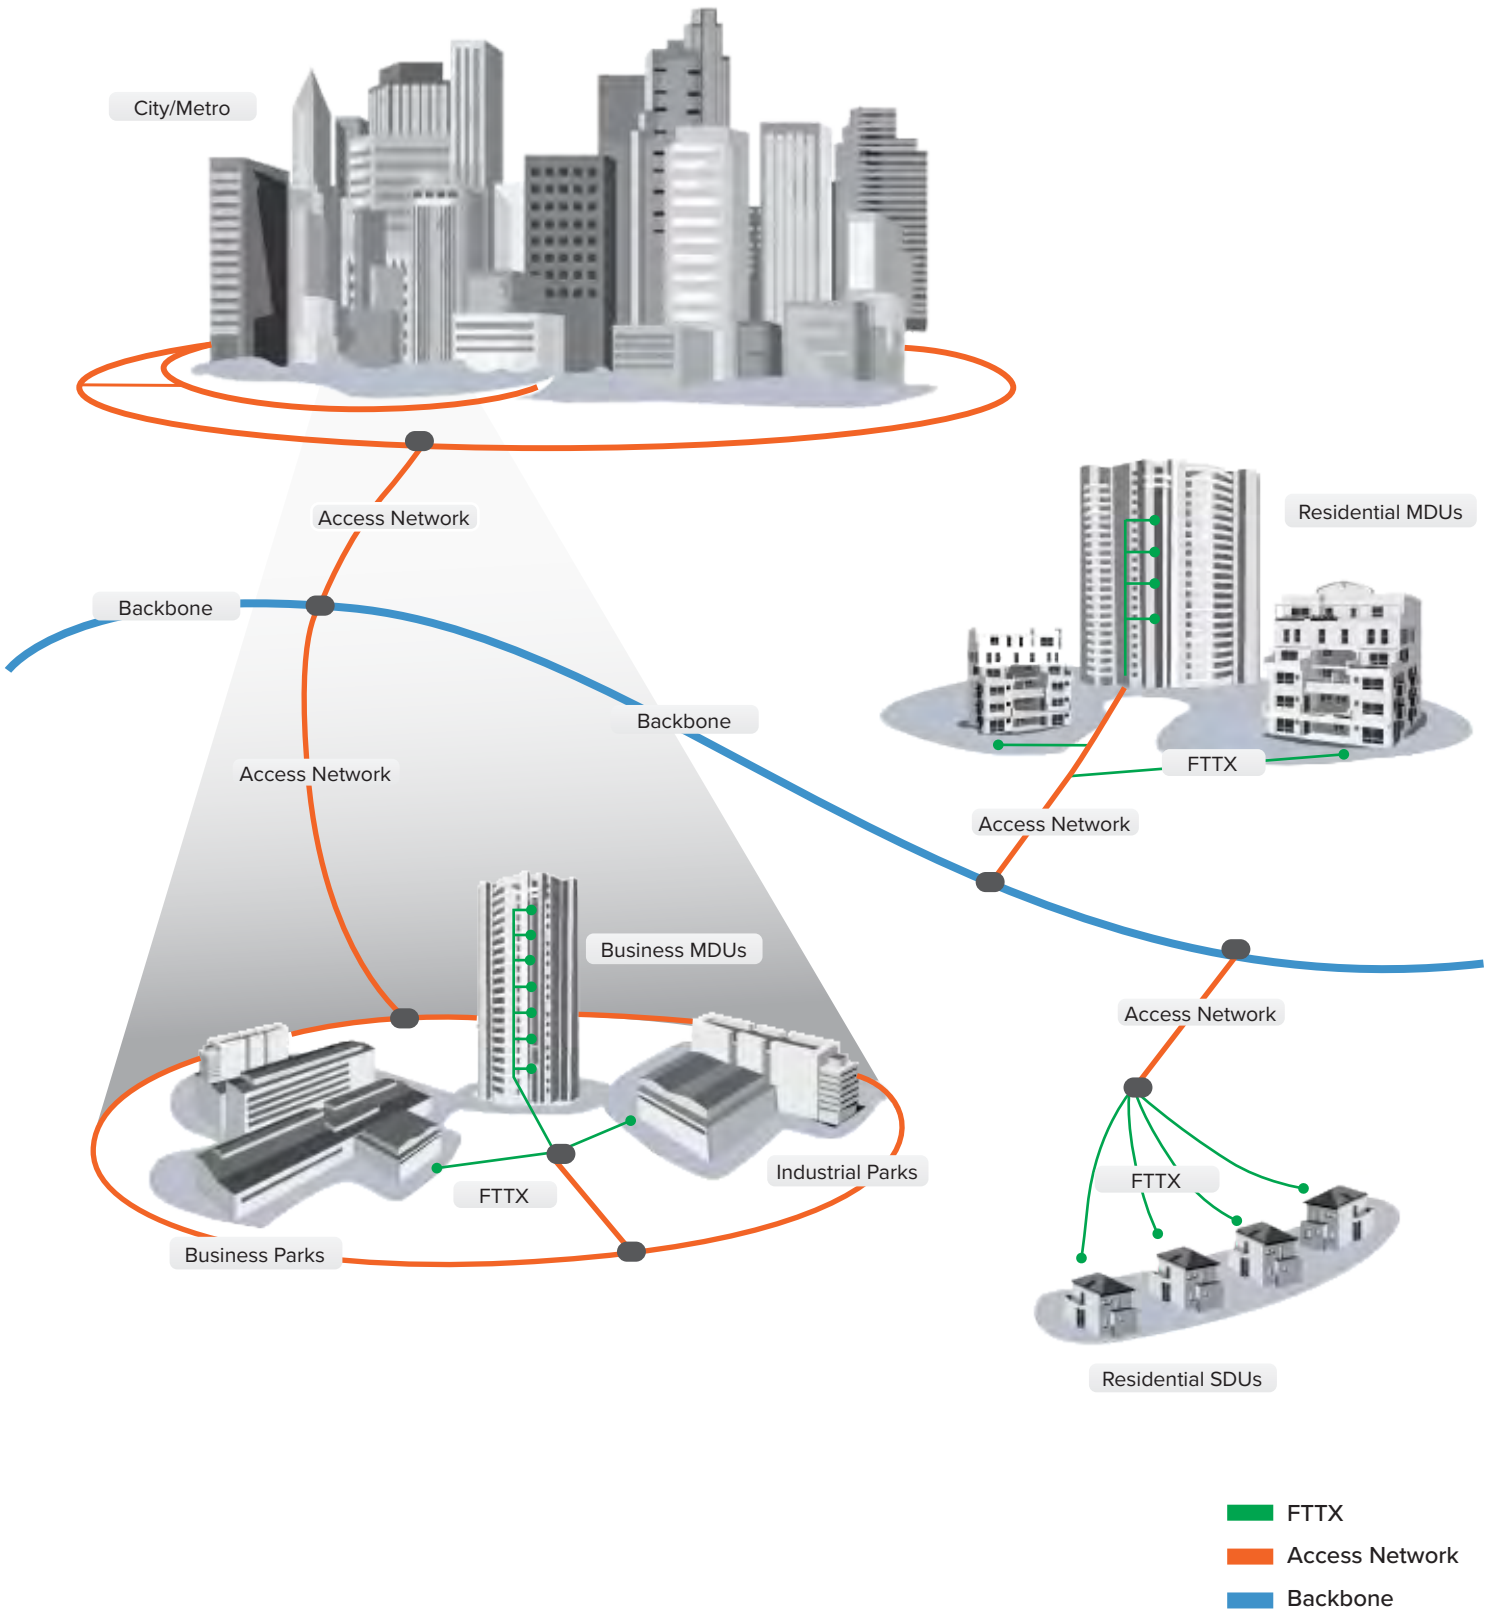 City/Metro
Access Network
Residential MDUs
Backbone
Backbone
Access Network
FTTX
Access Network
Business MDUs
Access Network
Industrial Parks
FTTX
FTTX
Business Parks
Residential SDUs
FTTX
Access Network
Backbone